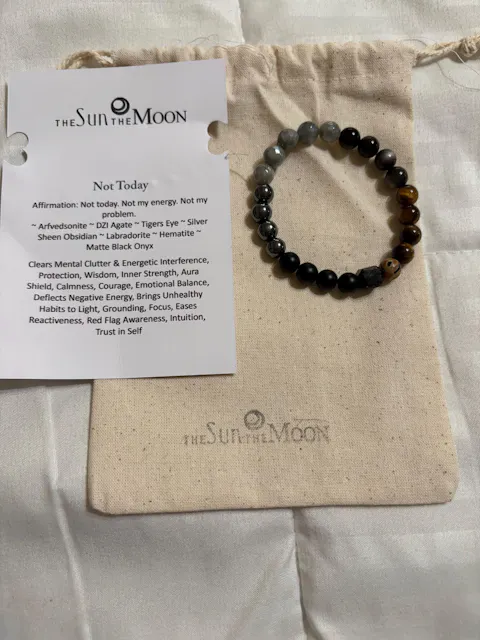 THE SUN THE MOON
Not Today
Affirmation: Not today. Not my energy. Not my
problem.
~ Arfvedsonite ~ DZI Agate ~ Tigers Eye ~ Silver
Sheen Obsidian ~ Labradorite ~ Hematite ~
Matte Black Onyx
Clears Mental Clutter & Energetic Interference,
Protection, Wisdom, Inner Strength, Aura
Shield, Calmness, Courage, Emotional Balance,
Deflects Negative Energy, Brings Unhealthy
Habits to Light, Grounding, Focus, Eases
Reactiveness, Red Flag Awareness, Intuition,
Trust in Self
THE SUN THE MOON